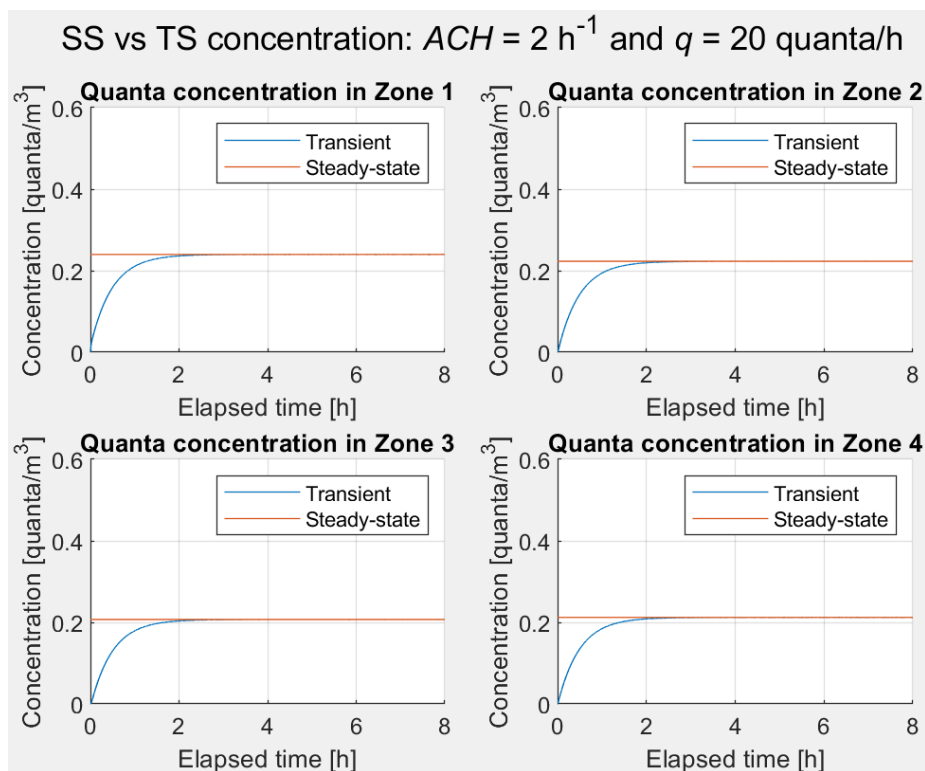 SS vs TS concentration: ACH = 2 h⁻¹ and q = 20 quanta/h
Quanta concentration in Zone 1
Concentration [quanta/m³]
0.6
0.4
0.2
0
Transient
Steady-state
0 2 4 6 8
Elapsed time [h]
Quanta concentration in Zone 2
Concentration [quanta/m³]
0.6
0.4
0.2
0
Transient
Steady-state
0 2 4 6 8
Elapsed time [h]
Quanta concentration in Zone 3
Concentration [quanta/m³]
0.6
0.4
0.2
0
Transient
Steady-state
0 2 4 6 8
Elapsed time [h]
Quanta concentration in Zone 4
Concentration [quanta/m³]
0.6
0.4
0.2
0
Transient
Steady-state
0 2 4 6 8
Elapsed time [h]